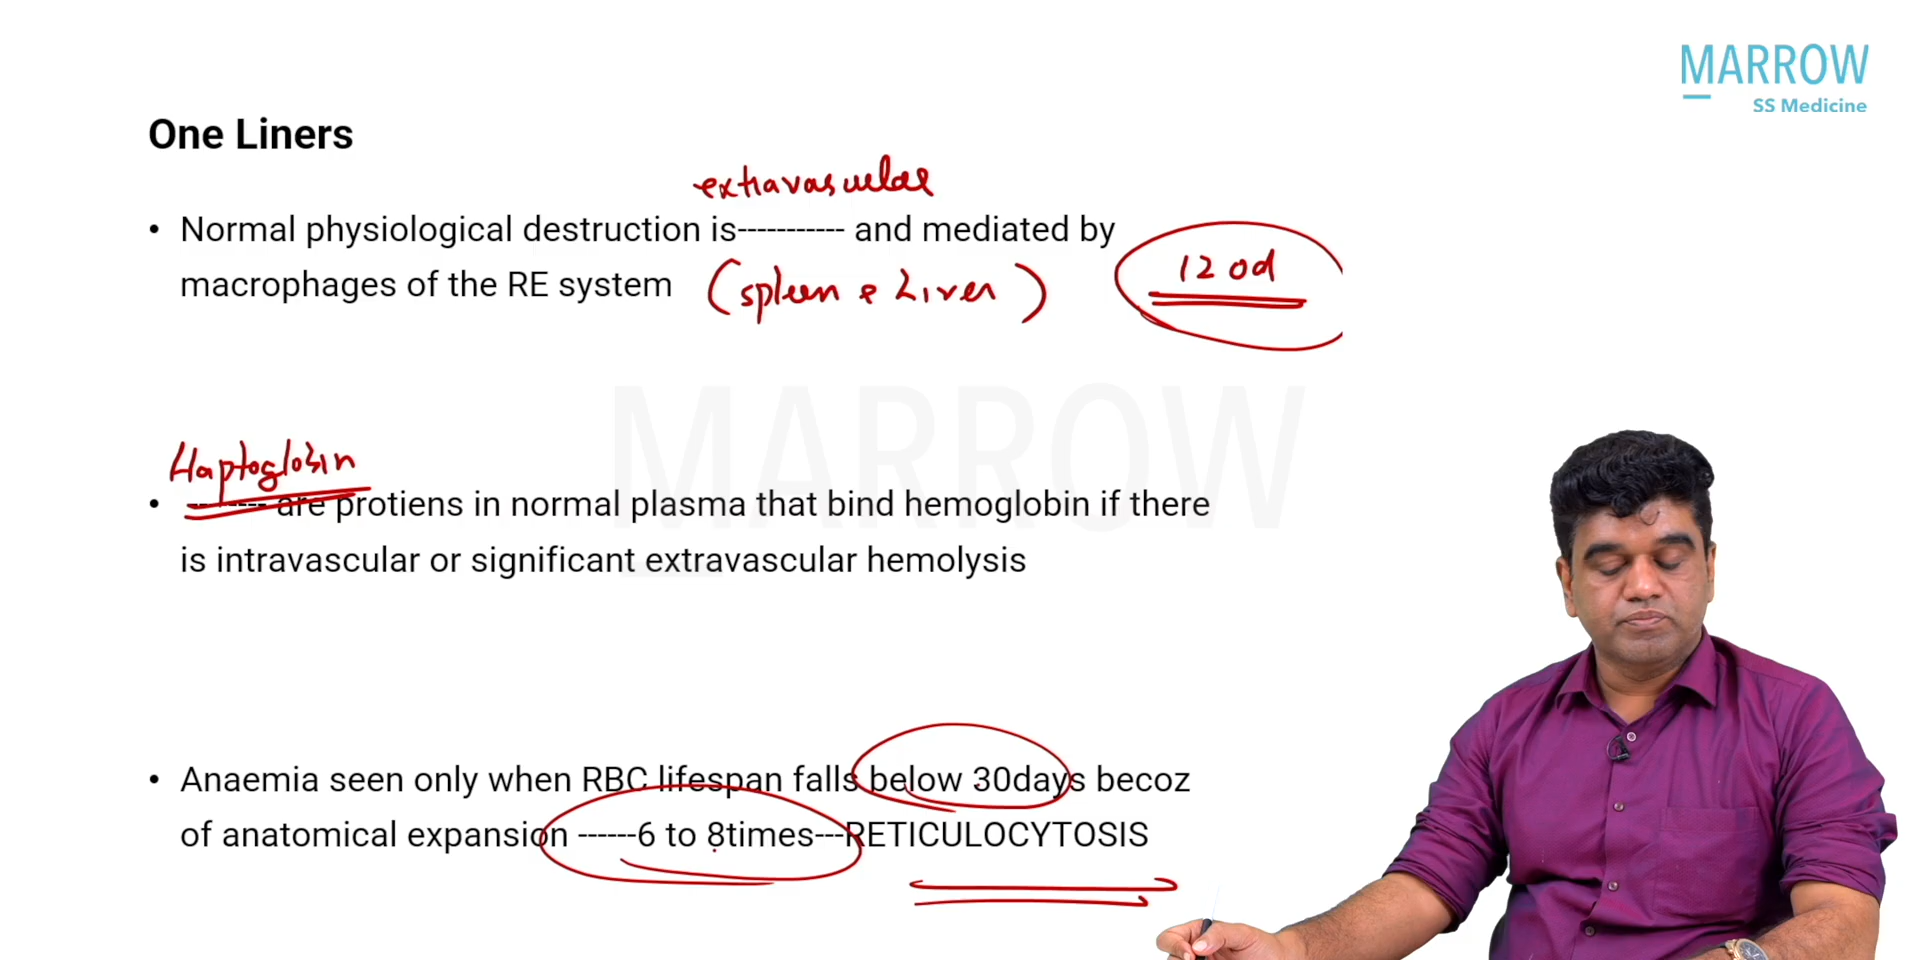 MARROW
SS Medicine
One Liners
extravascular
• Normal physiological destruction is----------- and mediated by
macrophages of the RE system
(spleen & Liver)
120d
MARROW
Haptoglobin
• -------- are protiens in normal plasma that bind hemoglobin if there
is intravascular or significant extravascular hemolysis
• Anaemia seen only when RBC lifespan falls below 30days becoz
of anatomical expansion ------6 to 8times---RETICULOCYTOSIS